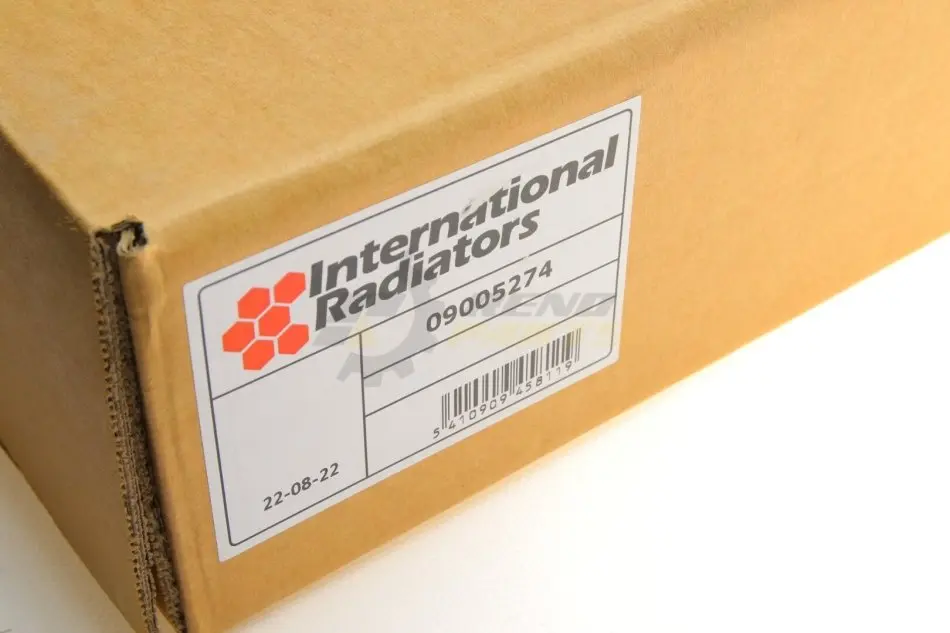 International
Radiators
09005274
5 410909 458119
22-08-22